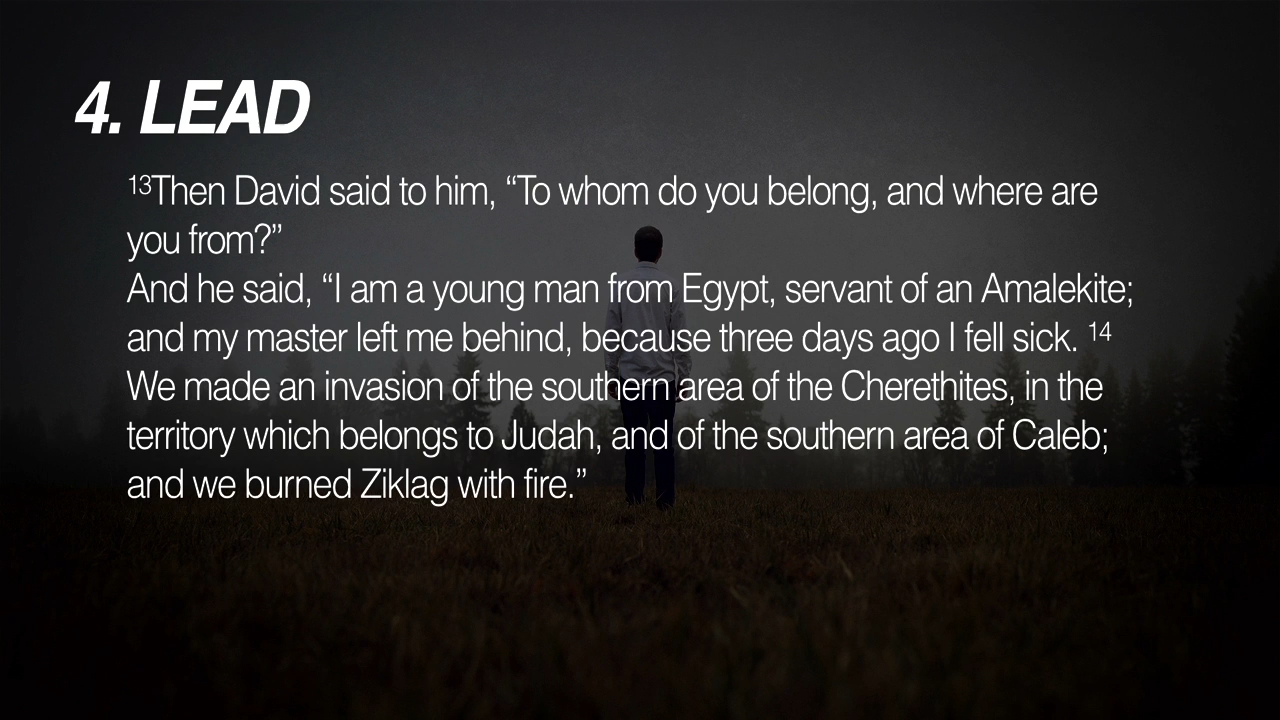 4. LEAD
¹³Then David said to him, “To whom do you belong, and where are
you from?”
And he said, “I am a young man from Egypt, servant of an Amalekite;
and my master left me behind, because three days ago I fell sick. ¹⁴
We made an invasion of the southern area of the Cherethites, in the
territory which belongs to Judah, and of the southern area of Caleb;
and we burned Ziklag with fire.”